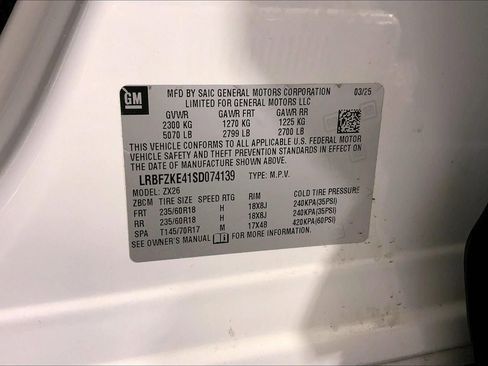 GM
MFD BY SAIC GENERAL MOTORS CORPORATION 03/25
LIMITED FOR GENERAL MOTORS LLC
GVWR GAWR FRT GAWR RR
2300 KG 1270 KG 1225 KG
5070 LB 2799 LB 2700 LB
THIS VEHICLE CONFORMS TO ALL APPLICABLE U.S. FEDERAL MOTOR
VEHICLE SAFETY AND THEFT PREVENTION STANDARDS IN EFFECT ON
THE DATE OF MANUFACTURE SHOWN ABOVE.
LRBFZKE41SD074139 TYPE: M.P.V.
MODEL: ZX26
ZBCM TIRE SIZE SPEED RTG RIM COLD TIRE PRESSURE
FRT 235/60R18 H 18X8J 240KPA(35PSI)
RR 235/60R18 H 18X8J 240KPA(35PSI)
SPA T145/70R17 M 17X4B 420KPA(60PSI)
SEE OWNER'S MANUAL FOR MORE INFORMATION.